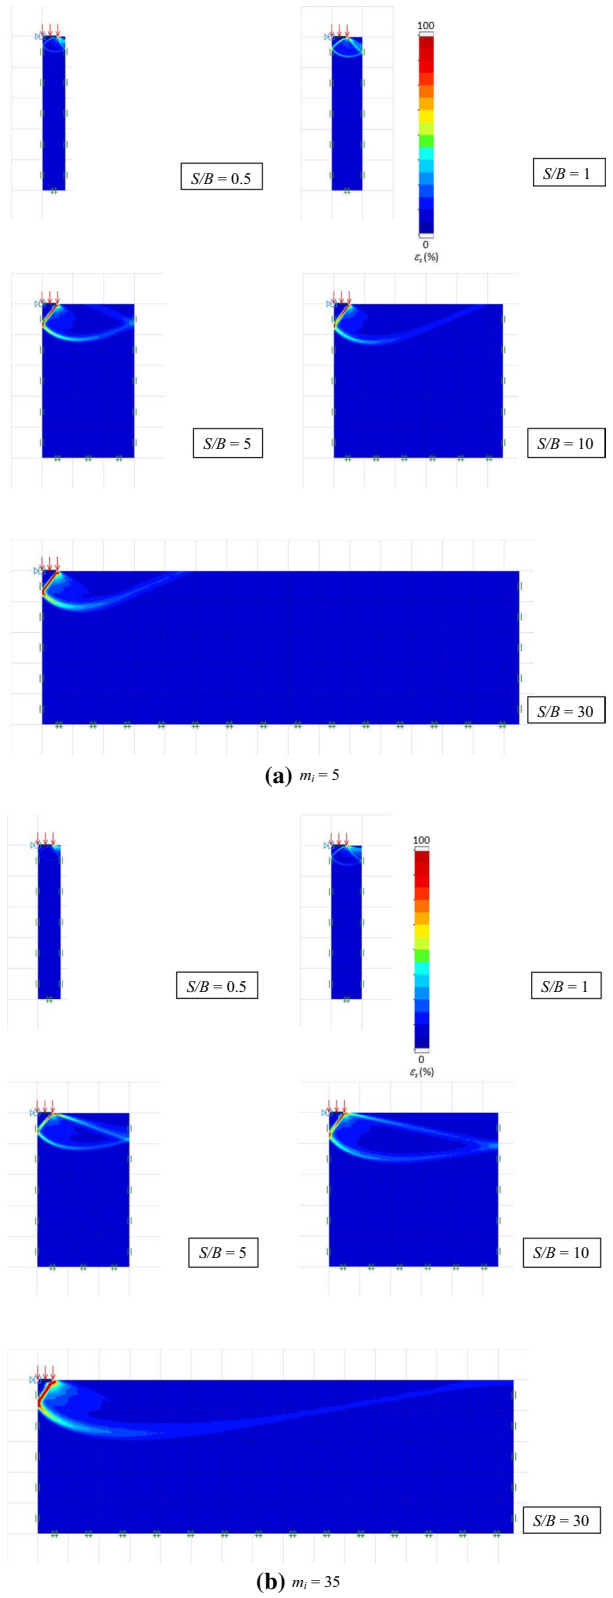 100
S/B = 0.5
S/B = 1
0
εs (%)
S/B = 5
S/B = 10
S/B = 30
(a) mi = 5
100
S/B = 0.5
S/B = 1
0
εs (%)
S/B = 5
S/B = 10
S/B = 30
(b) mi = 35